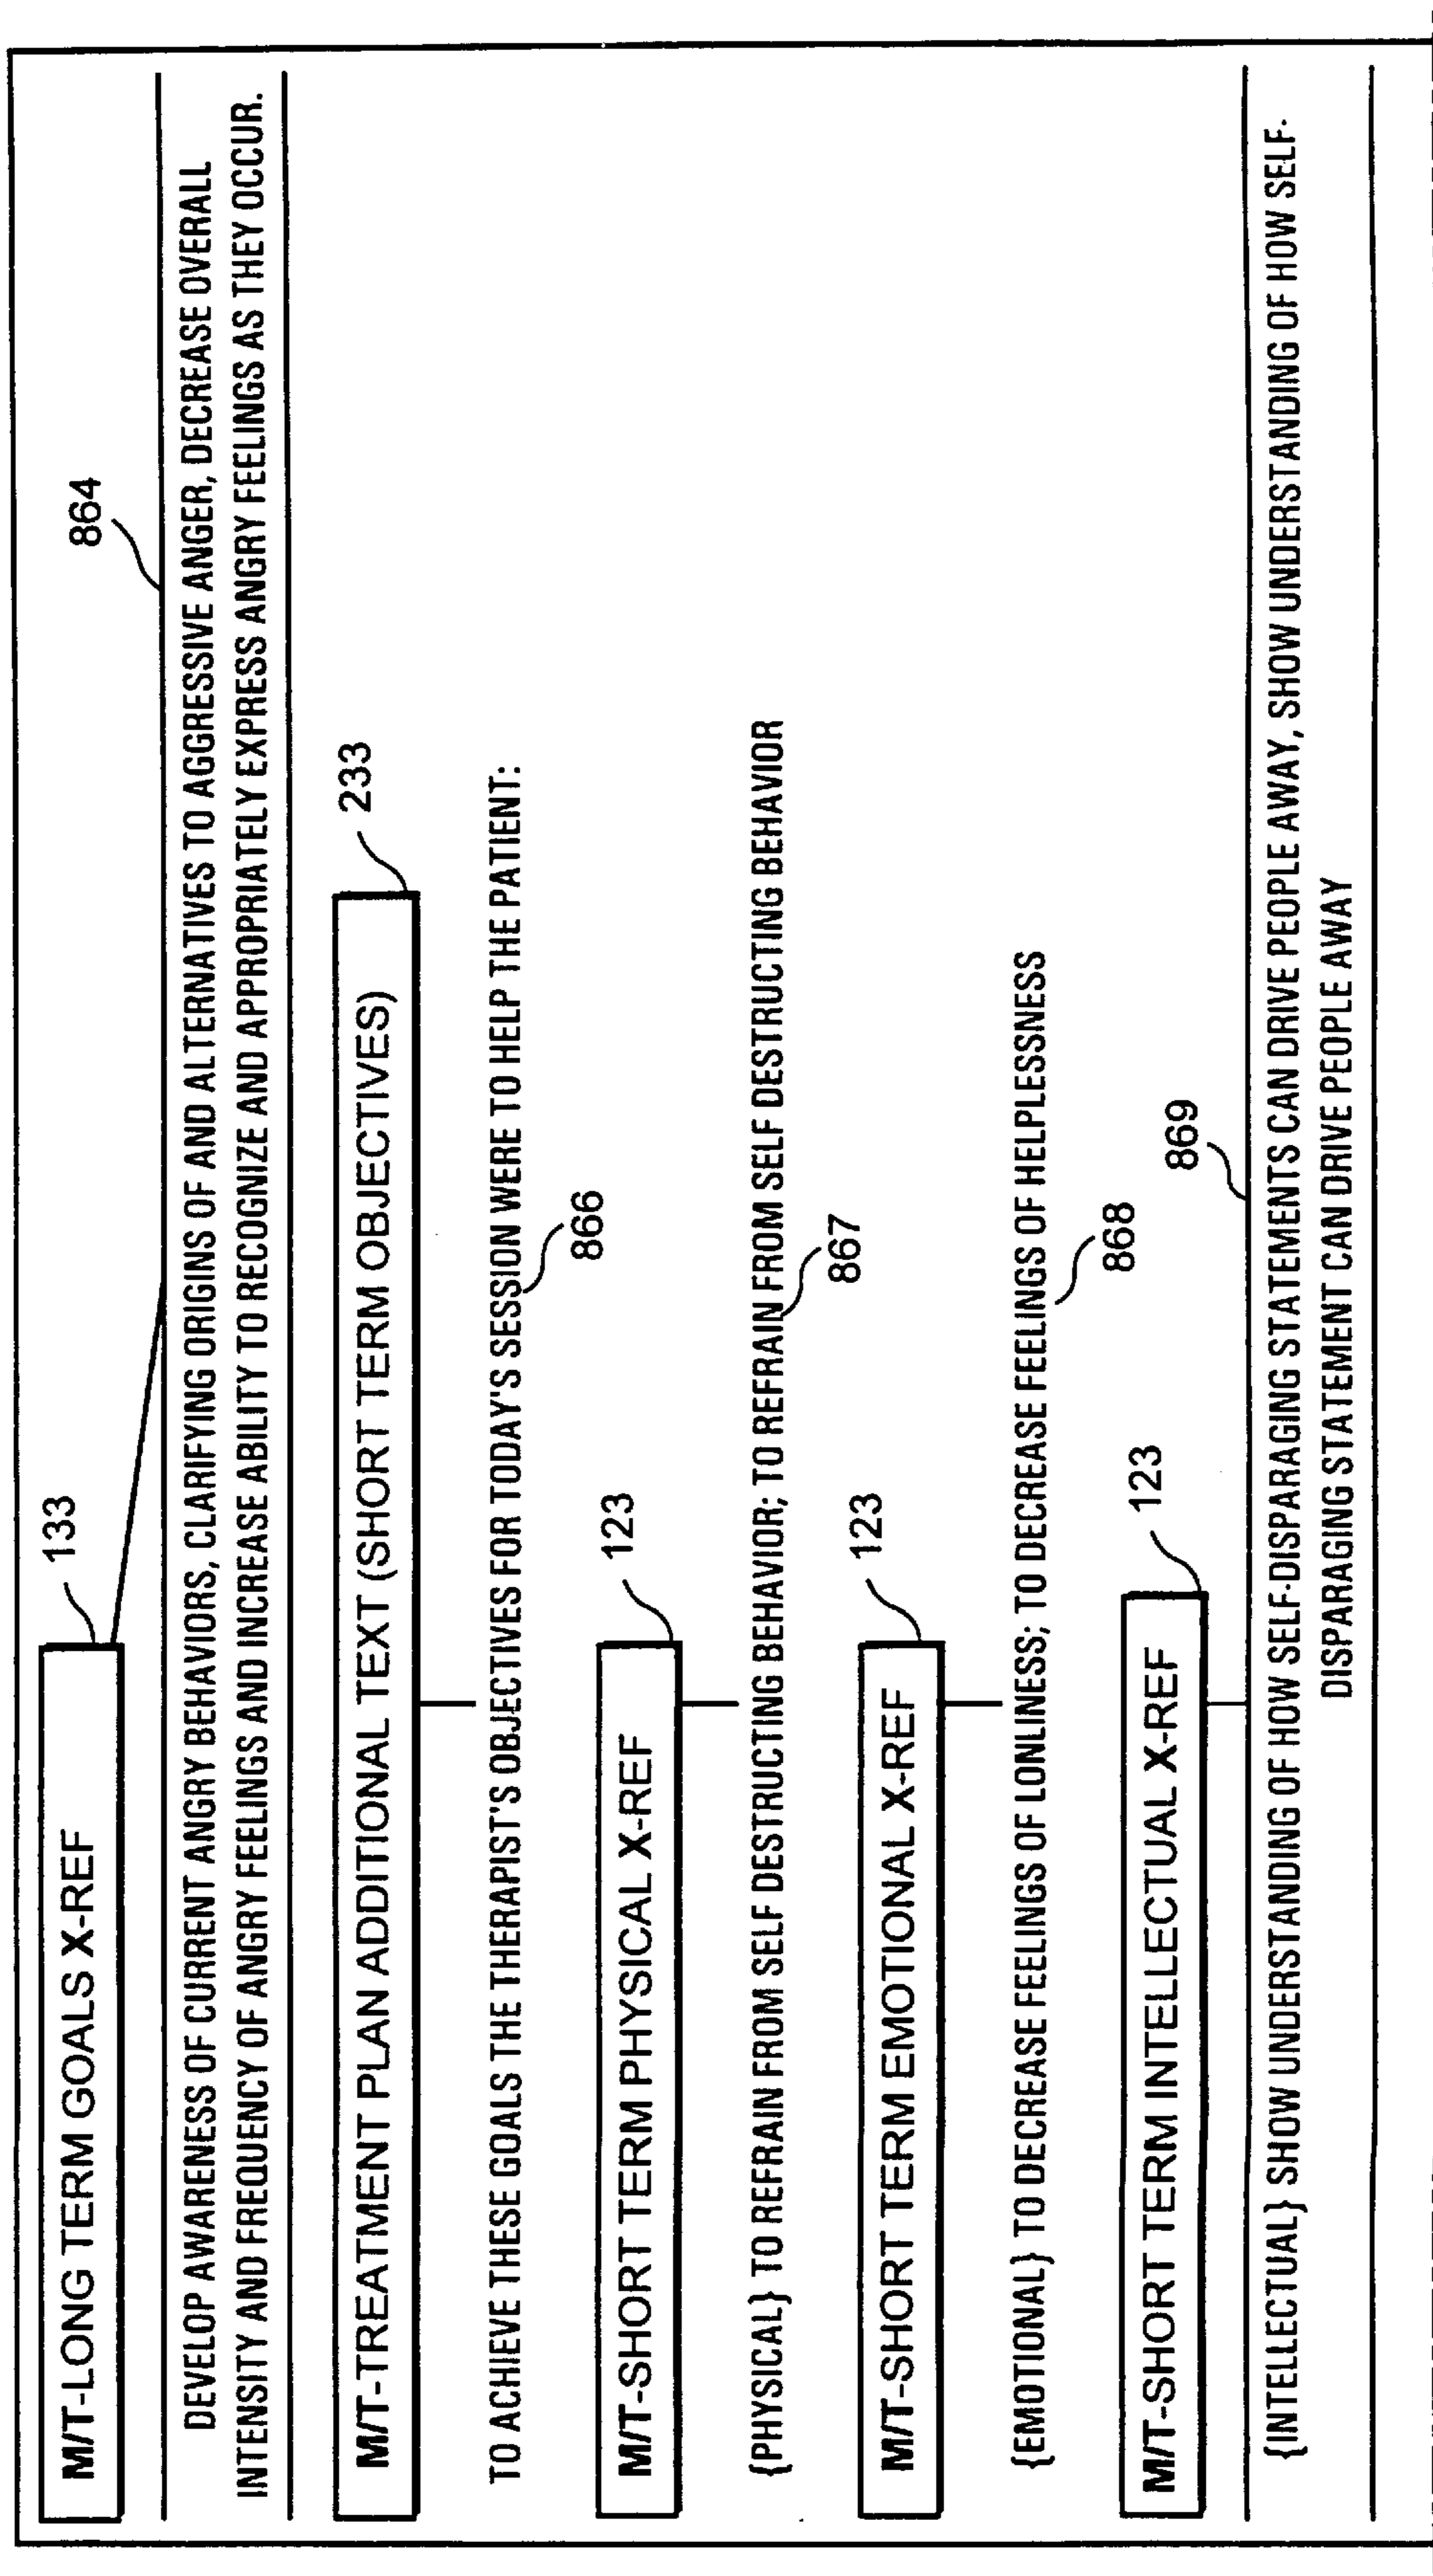 M/T-LONG TERM GOALS X-REF
133
864
DEVELOP AWARENESS OF CURRENT ANGRY BEHAVIORS, CLARIFYING ORIGINS OF AND ALTERNATIVES TO AGGRESSIVE ANGER, DECREASE OVERALL
INTENSITY AND FREQUENCY OF ANGRY FEELINGS AND INCREASE ABILITY TO RECOGNIZE AND APPROPRIATELY EXPRESS ANGRY FEELINGS AS THEY OCCUR.
M/T-TREATMENT PLAN ADDITIONAL TEXT (SHORT TERM OBJECTIVES)
233
TO ACHIEVE THESE GOALS THE THERAPIST'S OBJECTIVES FOR TODAY'S SESSION WERE TO HELP THE PATIENT:
866
M/T-SHORT TERM PHYSICAL X-REF
123
{PHYSICAL} TO REFRAIN FROM SELF DESTRUCTING BEHAVIOR; TO REFRAIN FROM SELF DESTRUCTING BEHAVIOR
867
M/T-SHORT TERM EMOTIONAL X-REF
123
{EMOTIONAL} TO DECREASE FEELINGS OF LONLINESS; TO DECREASE FEELINGS OF HELPLESSNESS
868
M/T-SHORT TERM INTELLECTUAL X-REF
123
869
{INTELLECTUAL} SHOW UNDERSTANDING OF HOW SELF-DISPARAGING STATEMENTS CAN DRIVE PEOPLE AWAY, SHOW UNDERSTANDING OF HOW SELF-
DISPARAGING STATEMENT CAN DRIVE PEOPLE AWAY